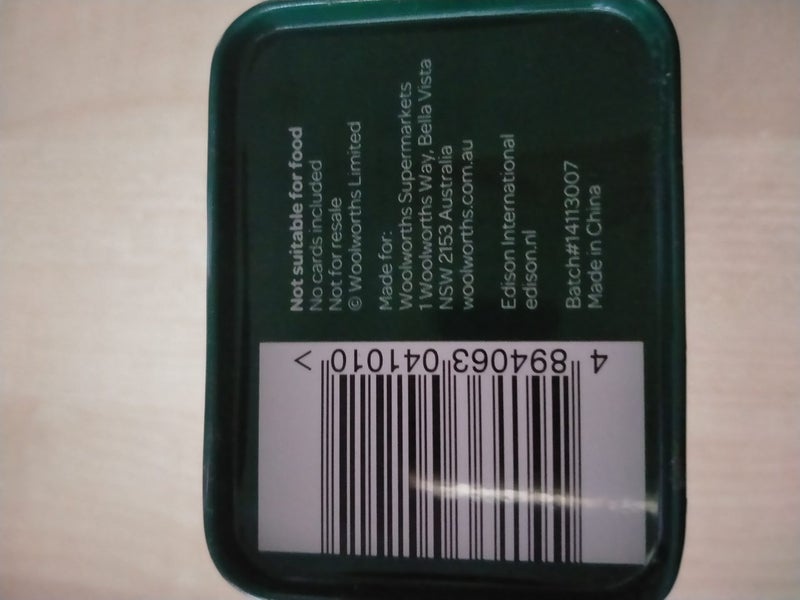 Not suitable for food
No cards included
Not for resale
© Woolworths Limited
Made for:
Woolworths Supermarkets
1 Woolworths Way, Bella Vista
NSW 2153 Australia
woolworths.com.au
Edison International
edison.nl
Batch#14113007
Made in China
4 894063 041010 >